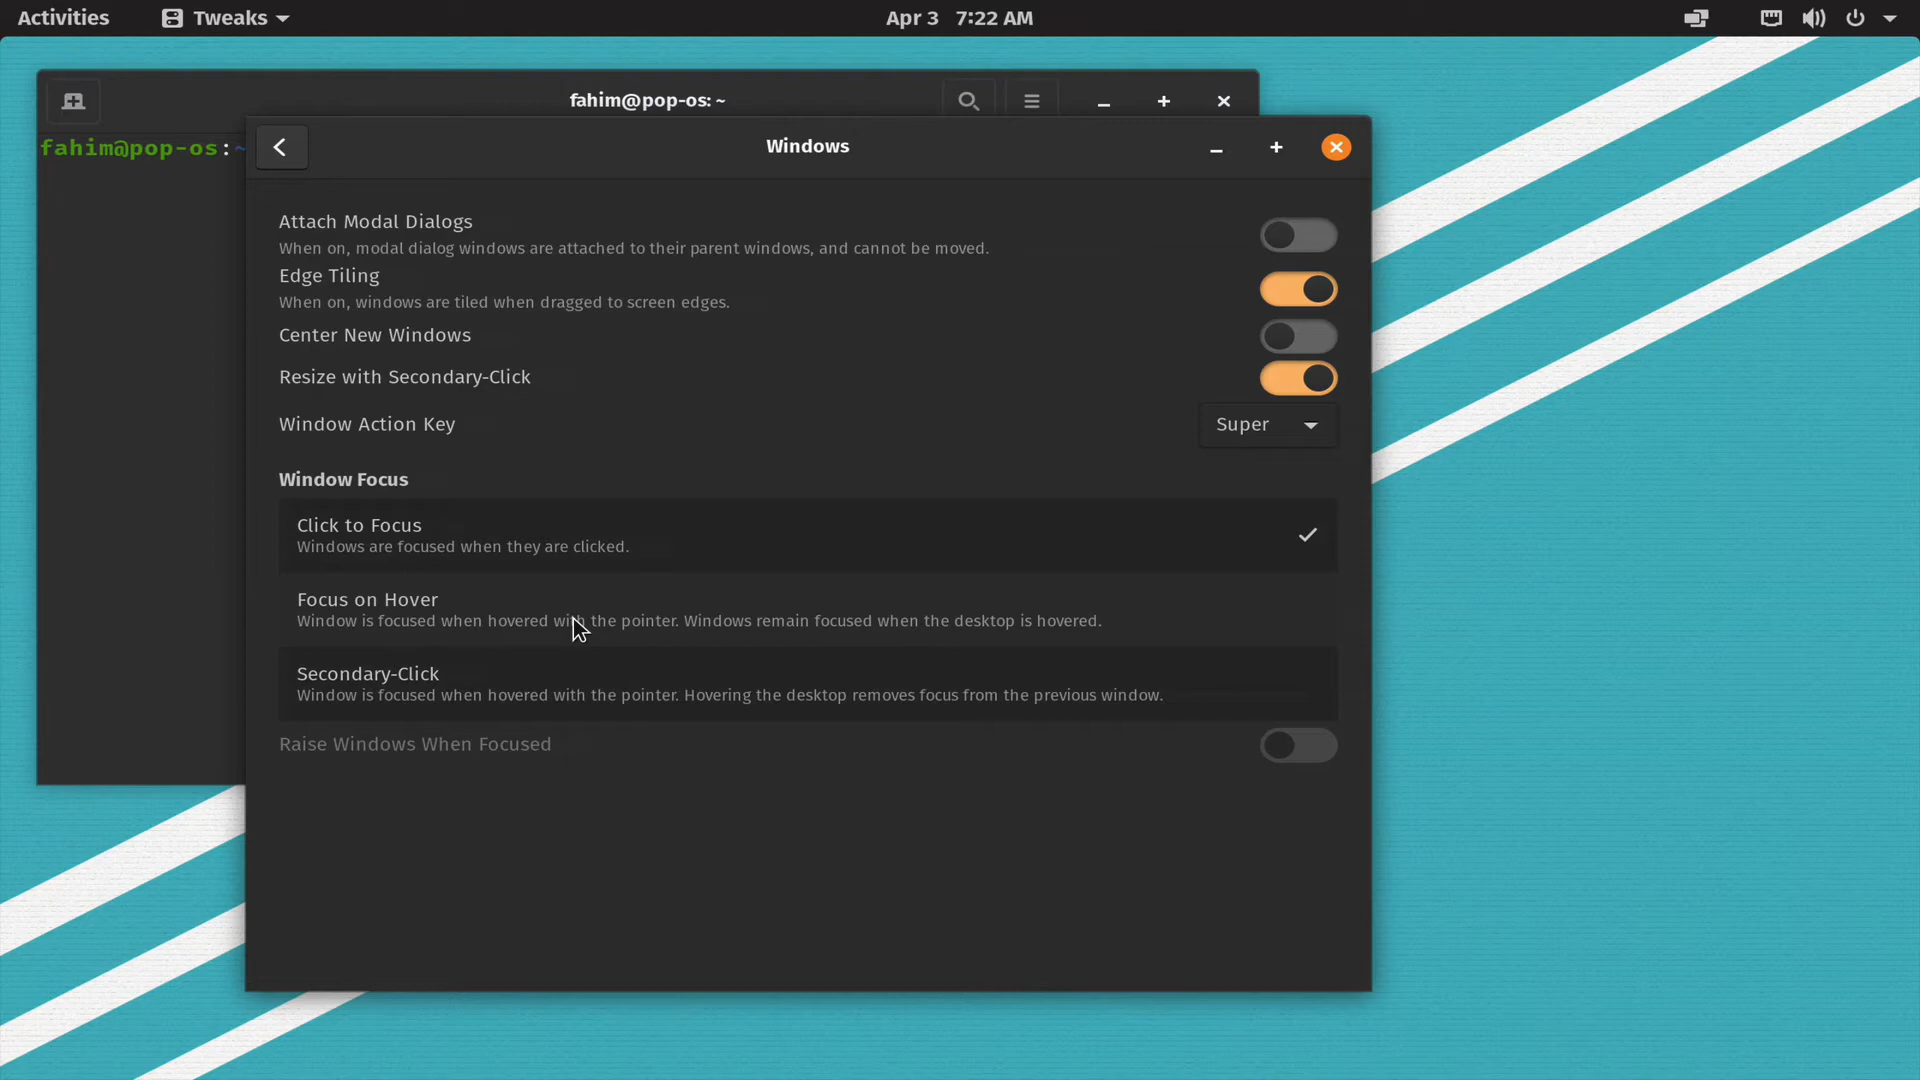 Activities
Tweaks
Apr 3 7:22 AM
fahim@pop-os: ~
fahim@pop-os:~
Windows
Attach Modal Dialogs
When on, modal dialog windows are attached to their parent windows, and cannot be moved.
Edge Tiling
When on, windows are tiled when dragged to screen edges.
Center New Windows
Resize with Secondary-Click
Window Action Key
Super
Window Focus
Click to Focus
Windows are focused when they are clicked.
Focus on Hover
Window is focused when hovered with the pointer. Windows remain focused when the desktop is hovered.
Secondary-Click
Window is focused when hovered with the pointer. Hovering the desktop removes focus from the previous window.
Raise Windows When Focused